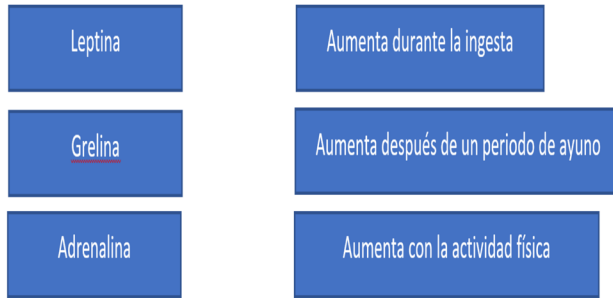 Leptina
Aumenta durante la ingesta
Grelina
Aumenta después de un periodo de ayuno
Adrenalina
Aumenta con la actividad física